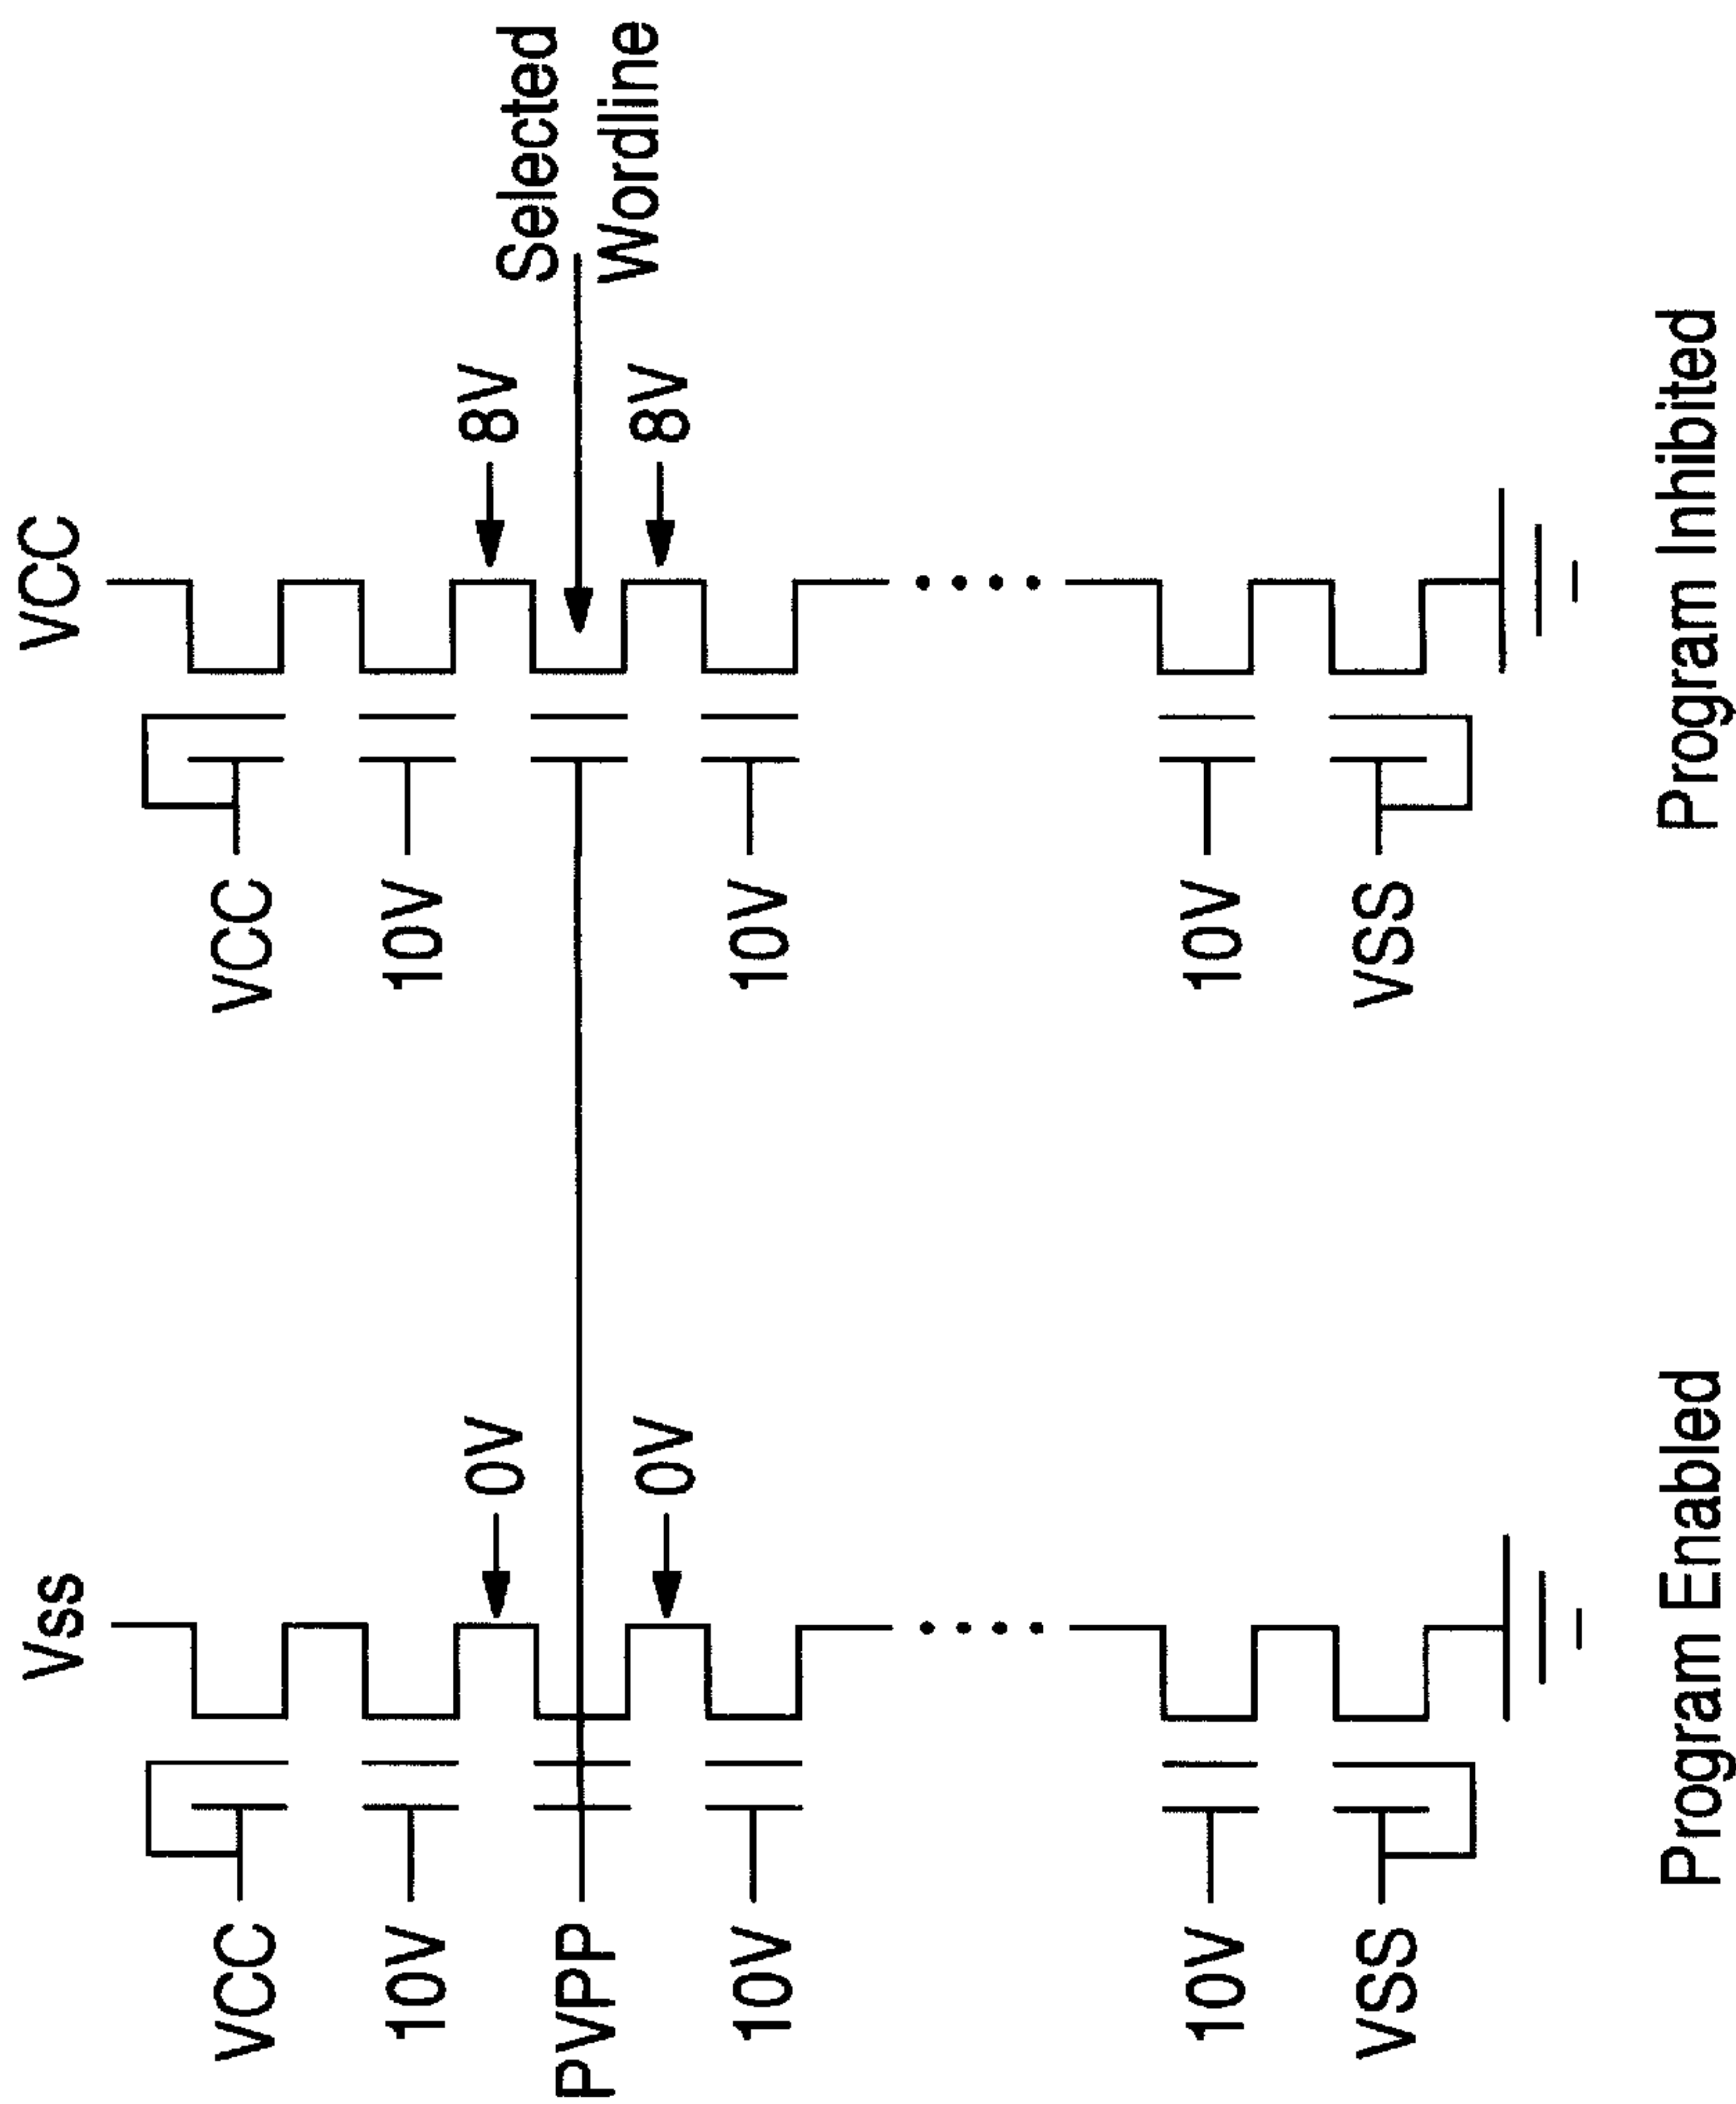 Vss
VCC
VCC
VCC
10V
0V
10V
8V
PVPP
Selected
Wordline
0V
8V
10V
10V
10V
10V
VSS
VSS
Program Enabled
Program Inhibited